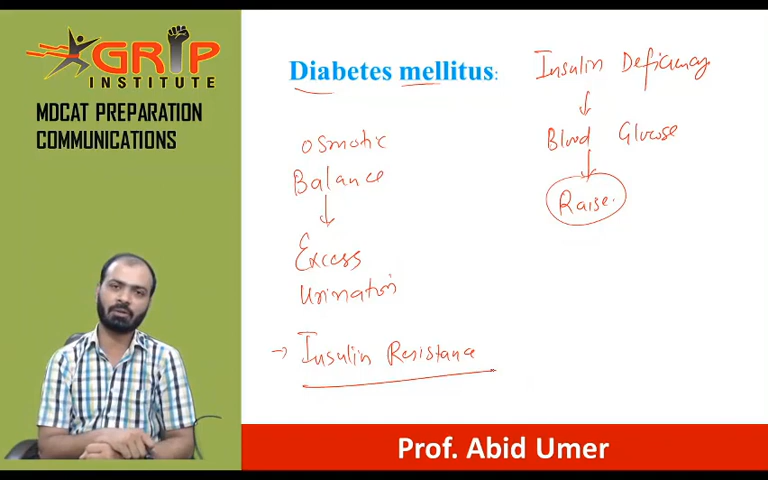 GRIP
INSTITUTE
MDCAT PREPARATION
COMMUNICATIONS
Diabetes mellitus:
Insulin Deficiency
Blood Glucose
Raise.
Osmotic
Balance
Excess
Urination
Insulin Resistance
Prof. Abid Umer